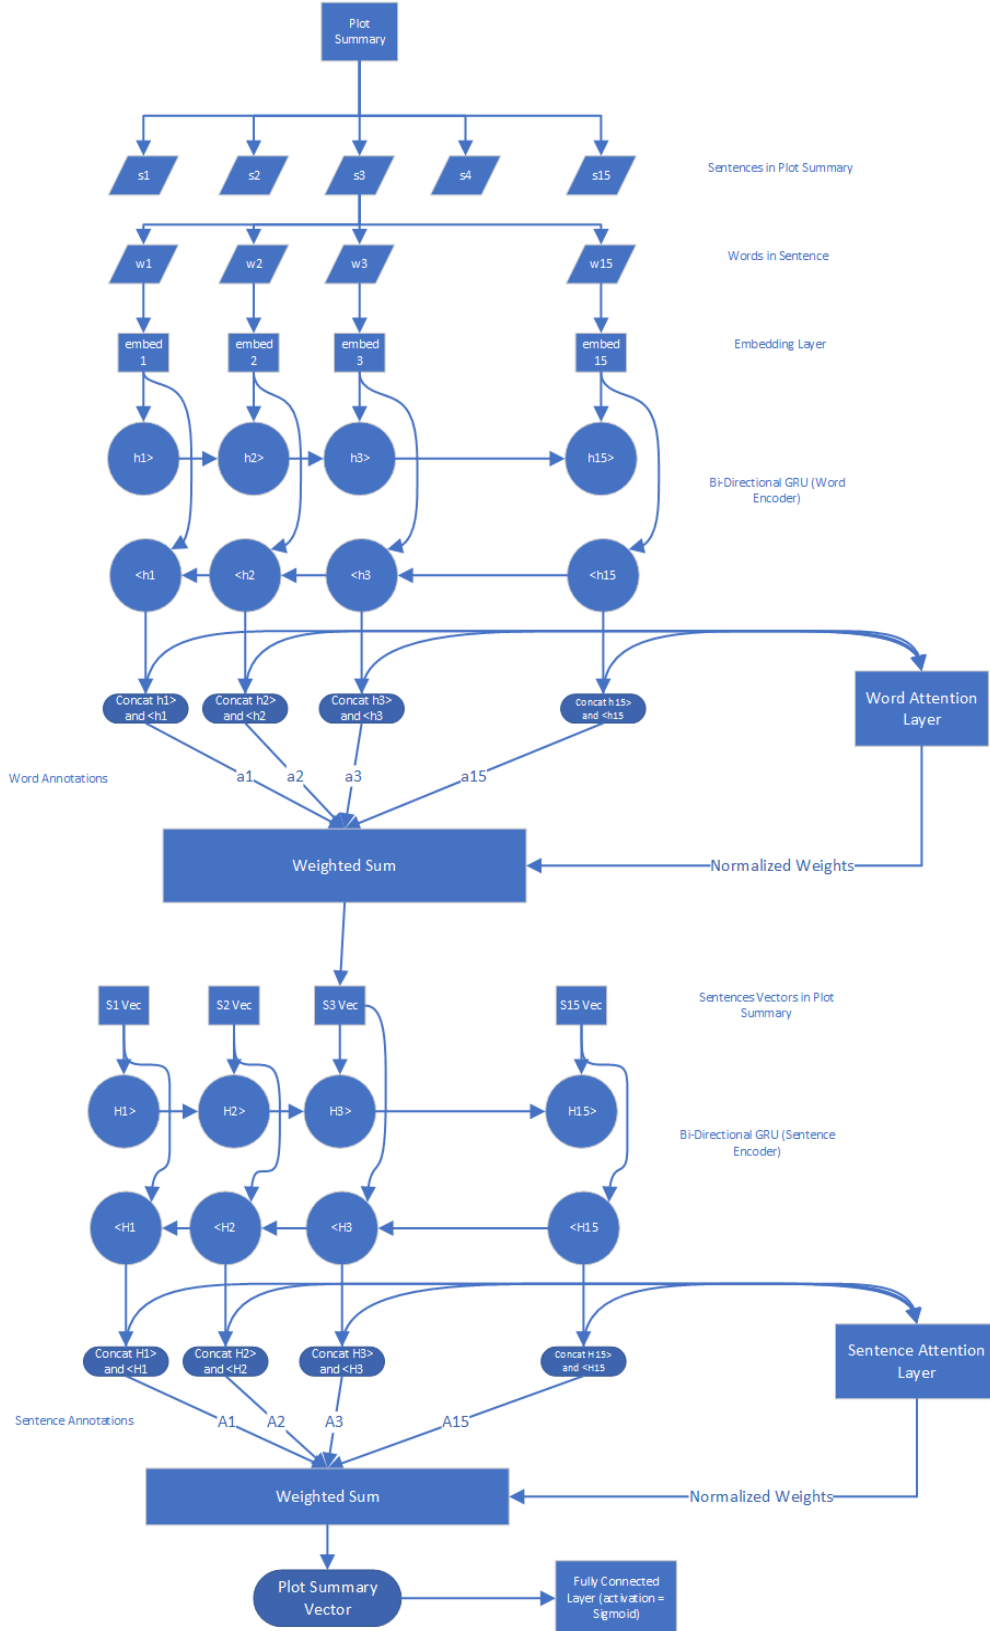 Plot
Summary
s1
s2
s3
s4
s15
Sentences in Plot Summary
w1
w2
w3
w15
Words in Sentence
embed
1
embed
2
embed
3
embed
15
Embedding Layer
h1>
h2>
h3>
h15>
Bi-Directional GRU (Word
Encoder)
<h1
<h2
<h3
<h15
Concat h1>
and <h1
Concat h2>
and <h2
Concat h3>
and <h3
Concat h15>
and <h15
Word Attention
Layer
Word Annotations
a1
a2
a3
a15
Weighted Sum
Normalized Weights
S1 Vec
S2 Vec
S3 Vec
S15 Vec
Sentences Vectors in Plot
Summary
H1>
H2>
H3>
H15>
Bi-Directional GRU (Sentence
Encoder)
<H1
<H2
<H3
<H15
Concat H1>
and <H1
Concat H2>
and <H2
Concat H3>
and <H3
Concat H15>
and <H15
Sentence Attention
Layer
Sentence Annotations
A1
A2
A3
A15
Weighted Sum
Normalized Weights
Plot Summary
Vector
Fully Connected
Layer (activation =
Sigmoid)